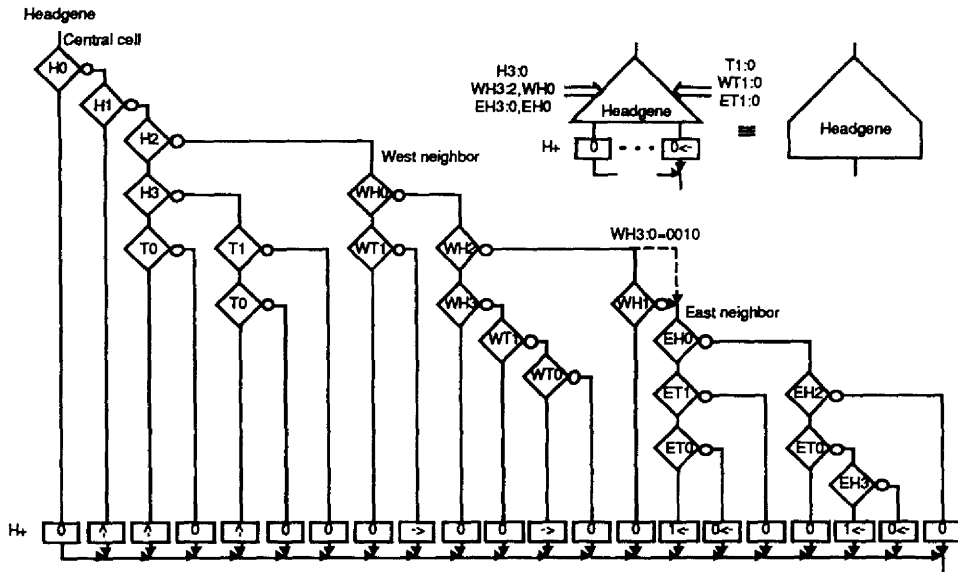 Headgene
Central cell
H0
H1
H2
H3
T0
T1
T0
West neighbor
WH0
WT1
WH2
WH3
WT1
WT0
WH3:0=0010
WH1
East neighbor
EH0
ET1
ET0
EH2
ET0
EH3
H3:0
WH3:2,WH0
EH3:0,EH0
Headgene
T1:0
WT1:0
ET1:0
≅
Headgene
H+ 0 ... 0<-
H+ 0 ^ ^ 0 ^ 0 0 0 -> 0 0 -> 0 0 1<- 0<- 0 0 1<- 0<- 0